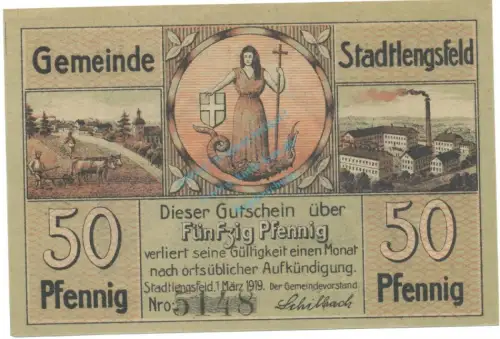 Gemeinde
Stadtlengsfeld
50
Pfennig
Dieser Gutschein über
Fünfzig Pfennig
verliert seine Gültigkeit einen Monat
nach ortsüblicher Aufkündigung.
Stadtlengsfeld, 1 März 1919. Der Gemeindevorstand
Nro: 5148 Schilbach
50
Pfennig